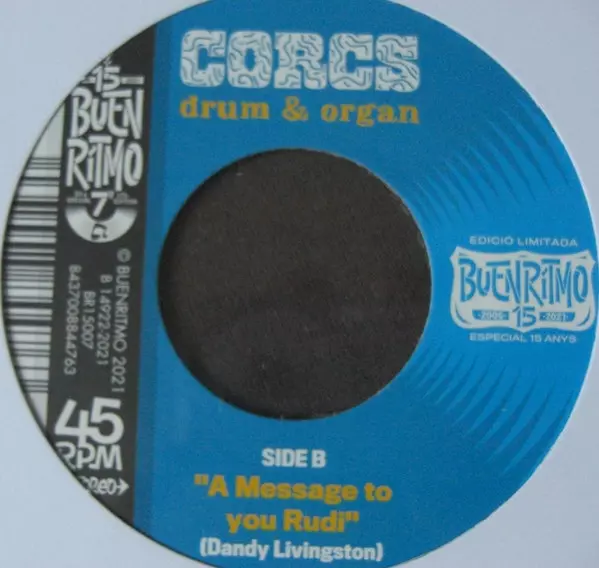 CORCS
drum & organ
15
BUEN
RITMO
7"
© BUENRITMO 2021
B 14922-2021
BR15007
8437008844763
45
RPM
EDICIÓ LIMITADA
BUENRITMO
2006 15 2021
ESPECIAL 15 ANYS
SIDE B
"A Message to
you Rudi"
(Dandy Livingston)